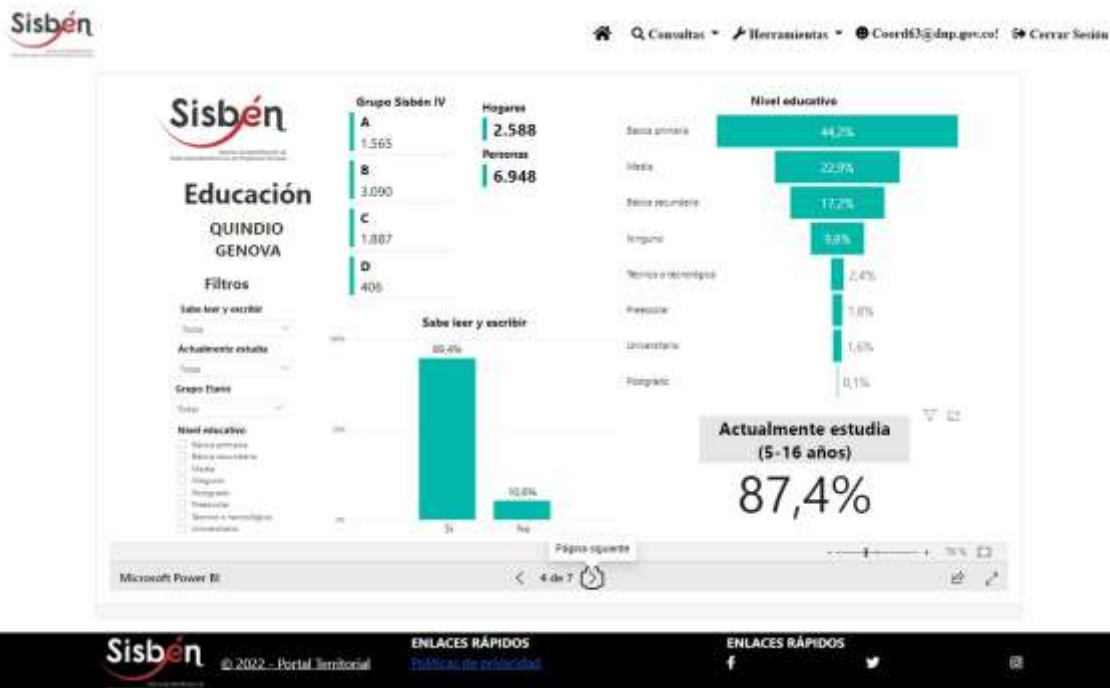 Sisbén
Consultas
Herramientas
Coord63@dnp.gov.co!
Cerrar Sesión
Sisbén
Educación
QUINDIO
GENOVA
Filtros
Sabe leer y escribir
Todas
Actualmente estudia
Todas
Grupo Etario
Todas
Nivel educativo
Básica primaria
Básica secundaria
Media
Ninguno
Postgrado
Preescolar
Técnico o tecnológico
Universitario
Grupo Sisbén IV
A
1.565
B
3.090
C
1.887
D
406
Hogares
2.588
Personas
6.948
Sabe leer y escribir
89,4%
10,6%
Si
No
Nivel educativo
Básica primaria
44,2%
Media
22,9%
Básica secundaria
17,2%
Ninguno
9,8%
Técnico o tecnológico
2,4%
Preescolar
1,8%
Universitario
1,6%
Postgrado
0,1%
Actualmente estudia
(5-16 años)
87,4%
Página siguiente
Microsoft Power BI
4 de 7
Sisbén
© 2022 - Portal Territorial
ENLACES RÁPIDOS
Políticas de privacidad
ENLACES RÁPIDOS